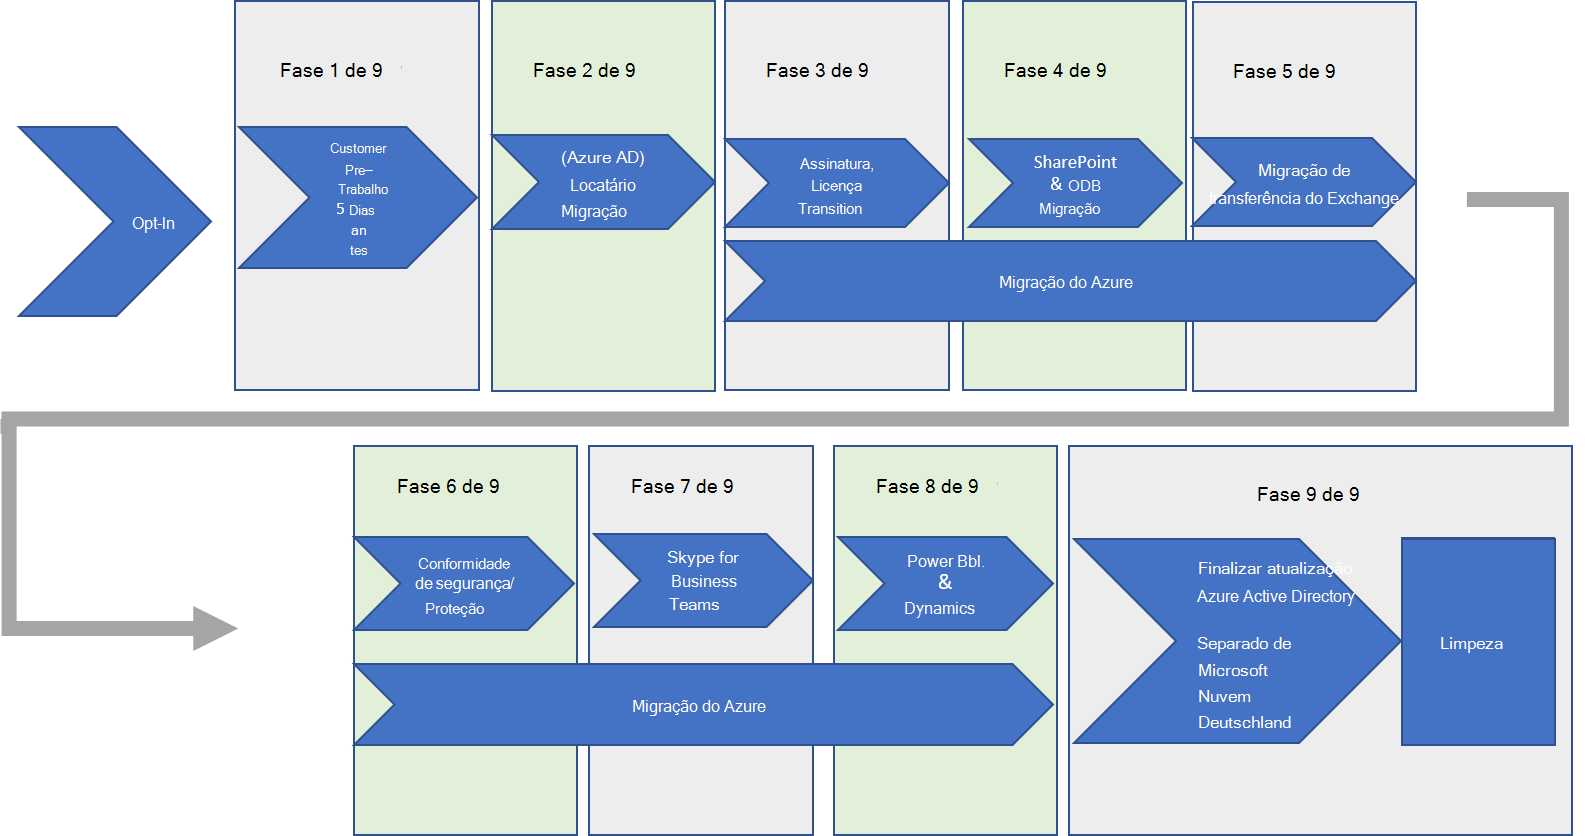 Opt-In
Fase 1 de 9
Customer
Pre–
Trabalho
5 Dias
an
tes
Fase 2 de 9
(Azure AD)
Locatário
Migração
Fase 3 de 9
Assinatura,
Licença
Transition
Fase 4 de 9
SharePoint
& ODB
Migração
Fase 5 de 9
Migração de
transferência do Exchange
Migração do Azure
Fase 6 de 9
Conformidade
de segurança/
Proteção
Fase 7 de 9
Skype for
Business
Teams
Fase 8 de 9
Power Bbl.
&
Dynamics
Migração do Azure
Fase 9 de 9
Finalizar atualização
Azure Active Directory
Separado de
Microsoft
Nuvem
Deutschland
Limpeza